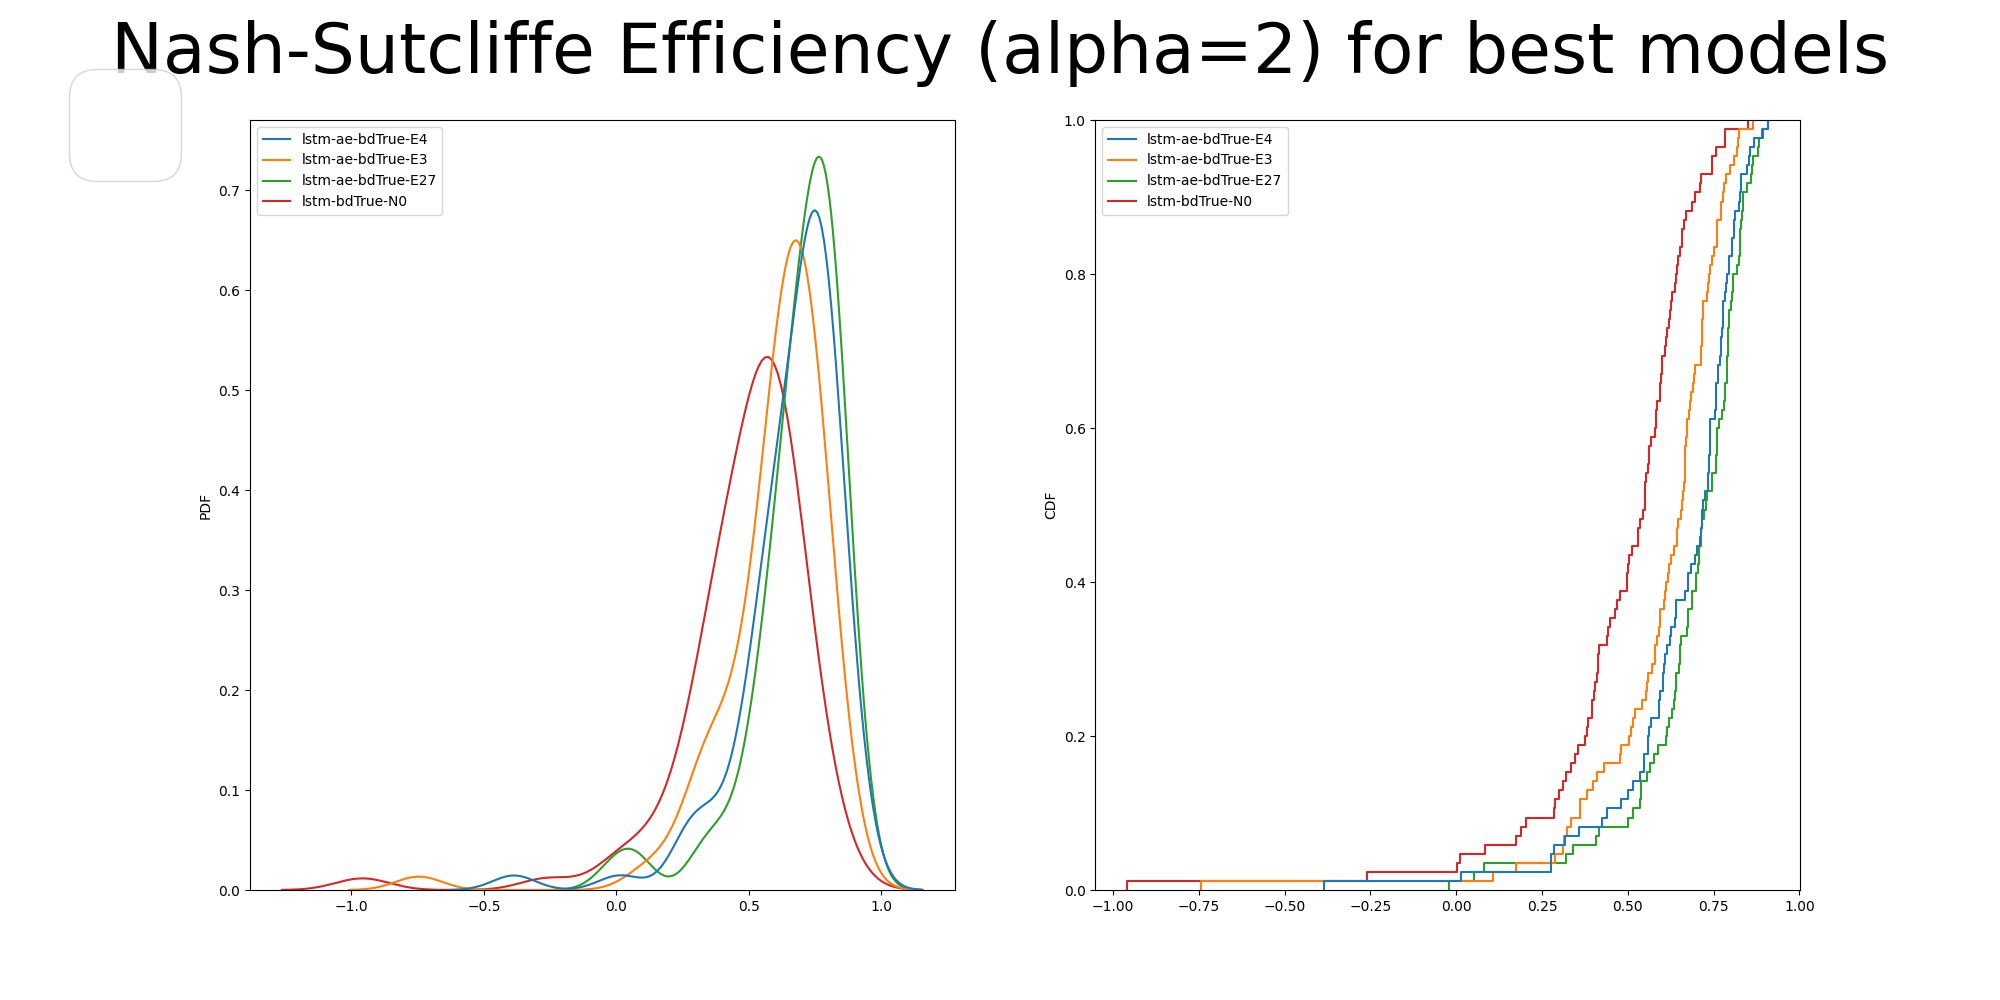 Nash-Sutcliffe Efficiency (alpha=2) for best models
lstm-ae-bdTrue-E4
lstm-ae-bdTrue-E3
lstm-ae-bdTrue-E27
lstm-bdTrue-N0
PDF
0.7
0.6
0.5
0.4
0.3
0.2
0.1
0.0
−1.0 −0.5 0.0 0.5 1.0
lstm-ae-bdTrue-E4
lstm-ae-bdTrue-E3
lstm-ae-bdTrue-E27
lstm-bdTrue-N0
CDF
1.0
0.8
0.6
0.4
0.2
0.0
−1.00 −0.75 −0.50 −0.25 0.00 0.25 0.50 0.75 1.00